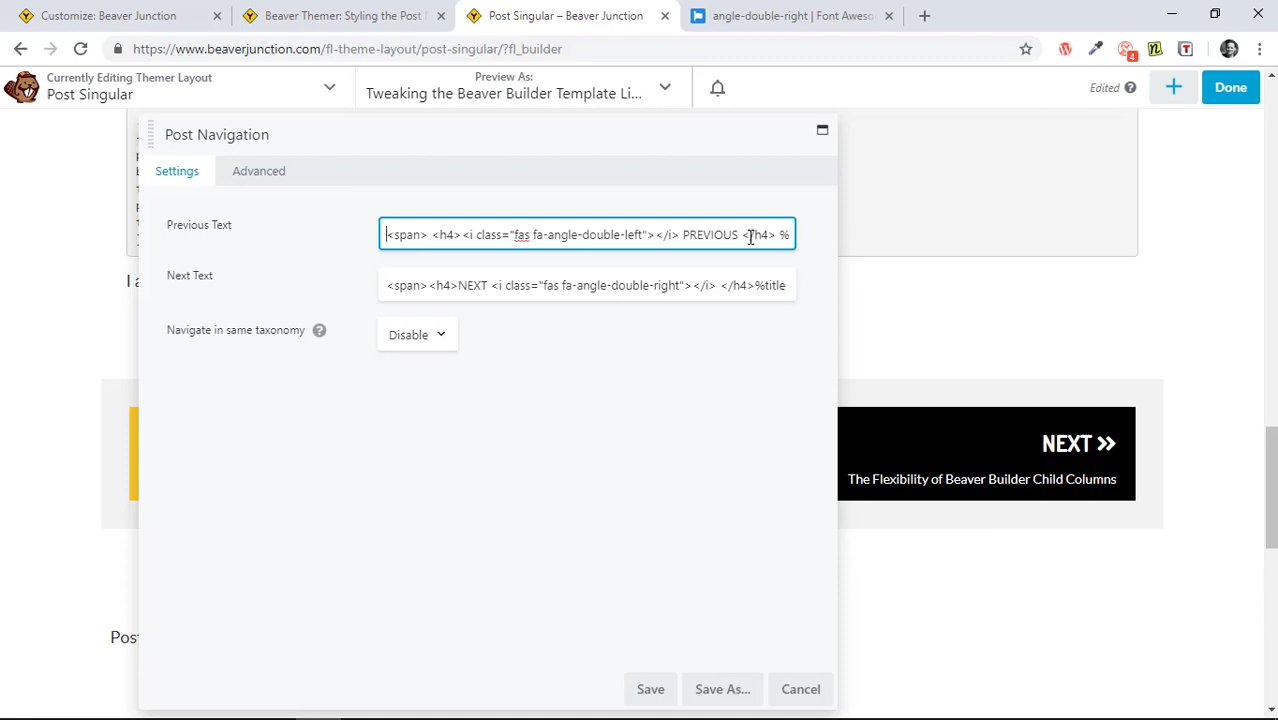 Customize: Beaver Junction
Beaver Themer: Styling the Post
Post Singular – Beaver Junction
angle-double-right | Font Aweso
https://www.beaverjunction.com/fl-theme-layout/post-singular/?fl_builder
4
Currently Editing Themer Layout
Post Singular
Preview As:
Tweaking the Beaver Builder Template Li...
Edited
Done
Post Navigation
Settings
Advanced
Previous Text
<span> <h4><i class="fas fa-angle-double-left"></i> PREVIOUS </h4> %
Next Text
<span><h4>NEXT <i class="fas fa-angle-double-right"></i> </h4>%title
Navigate in same taxonomy
Disable
I a
NEXT
The Flexibility of Beaver Builder Child Columns
Pos
Save
Save As...
Cancel